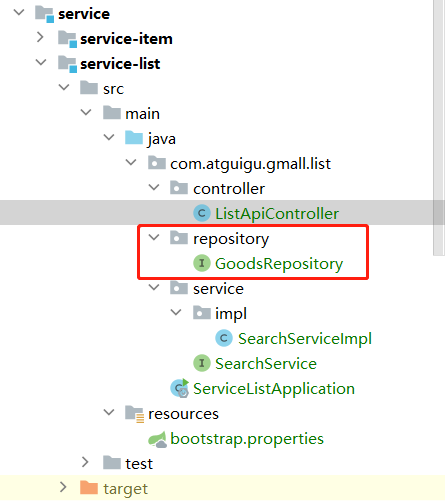 service
service-item
service-list
src
main
java
com.atguigu.gmall.list
controller
ListApiController
repository
GoodsRepository
service
impl
SearchServiceImpl
SearchService
ServiceListApplication
resources
bootstrap.properties
test
target